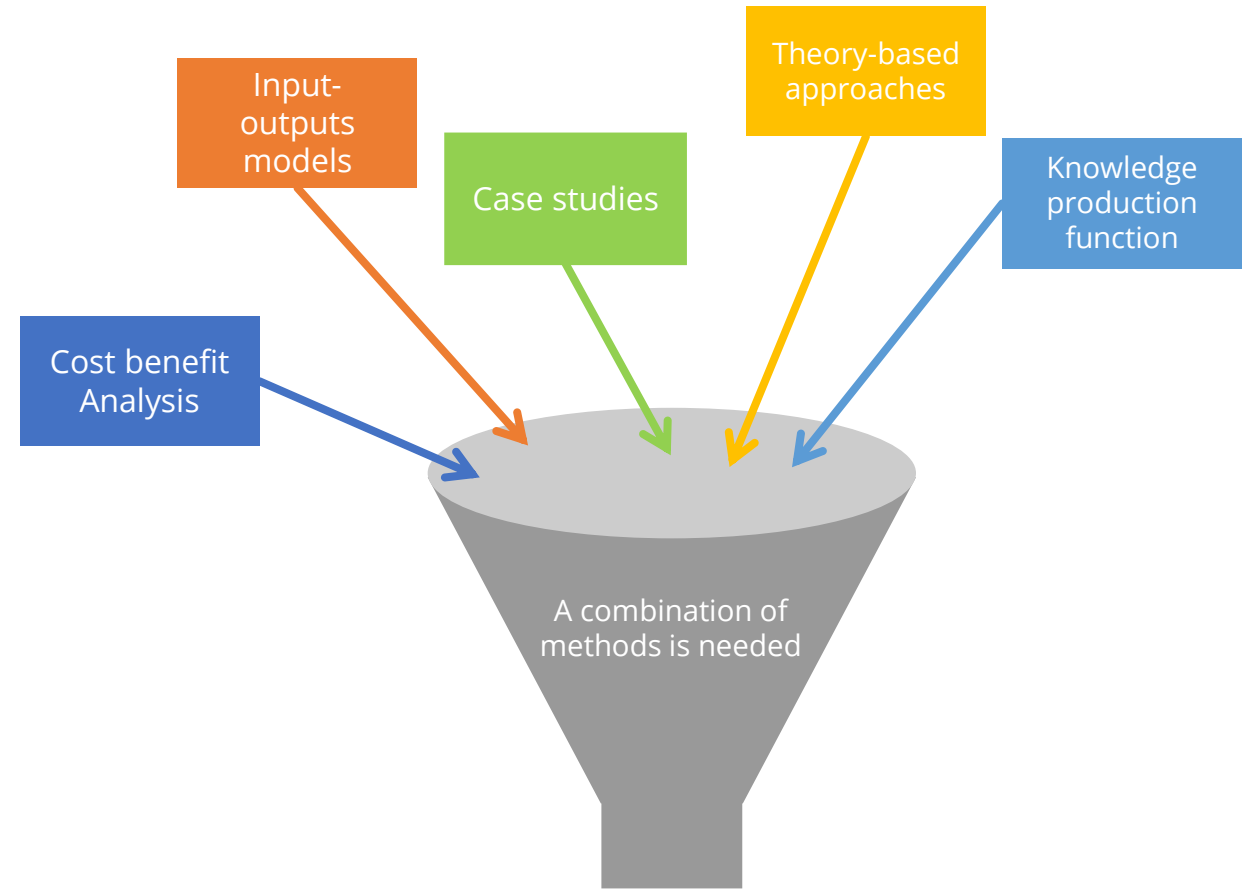 Theory-based
approaches
Input-
outputs
models
Case studies
Knowledge
production
function
Cost benefit
Analysis
A combination of
methods is needed